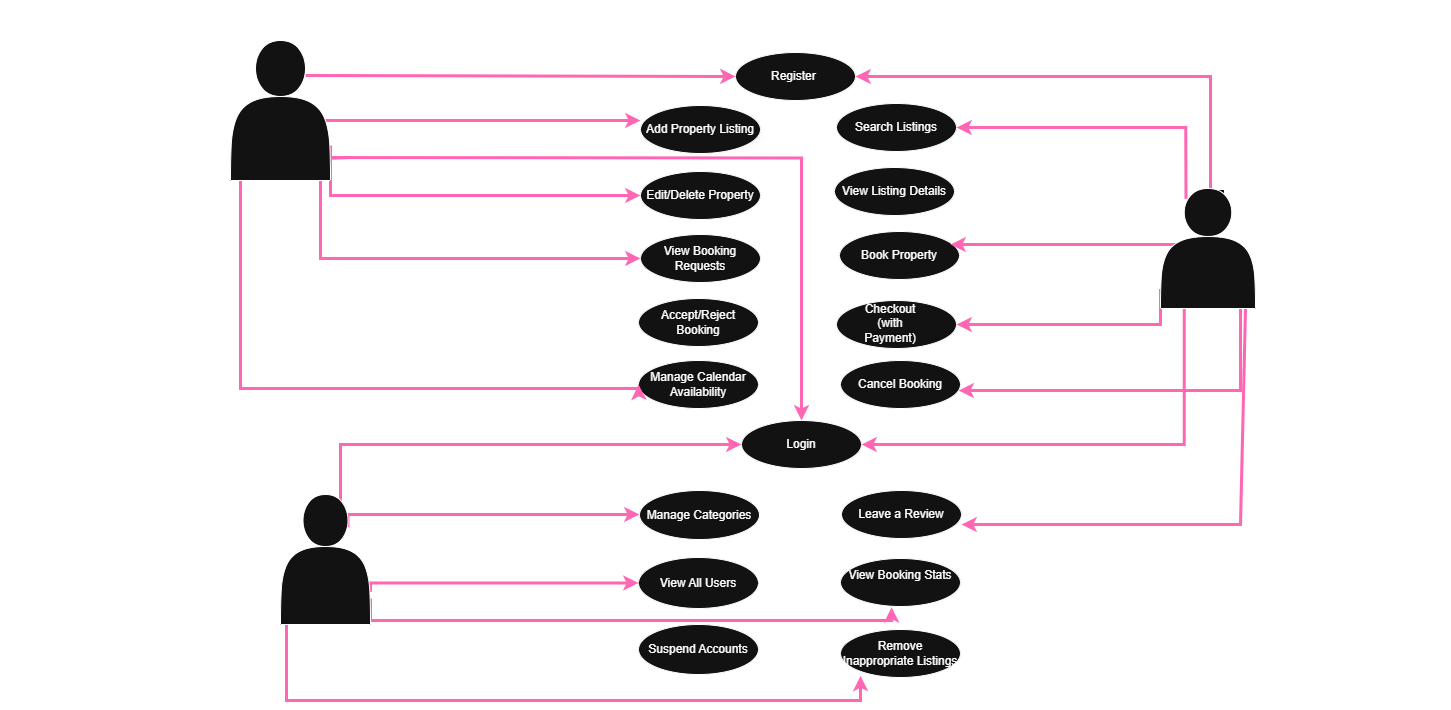 Register
Add Property Listing
Search Listings
Edit/Delete Property
View Listing Details
View Booking
Requests
Book Property
Accept/Reject
Booking
Checkout
(with
Payment)
Manage Calendar
Availability
Cancel Booking
Login
Manage Categories
Leave a Review
View All Users
View Booking Stats
Suspend Accounts
Remove
Inappropriate Listings